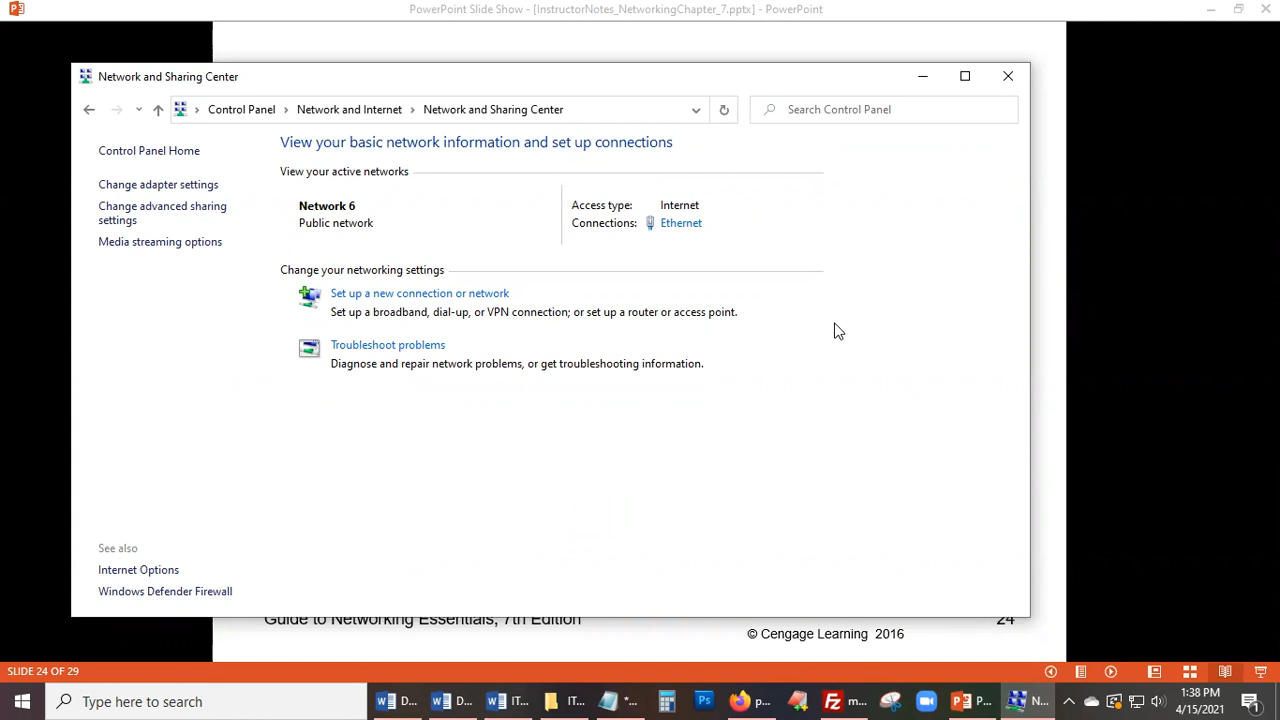 PowerPoint Slide Show - [InstructorNotes_NetworkingChapter_7.pptx] - PowerPoint
Network and Sharing Center
Control Panel > Network and Internet > Network and Sharing Center
Search Control Panel
Control Panel Home
Change adapter settings
Change advanced sharing
settings
Media streaming options
View your basic network information and set up connections
View your active networks
Network 6
Public network
Access type: Internet
Connections: Ethernet
Change your networking settings
Set up a new connection or network
Set up a broadband, dial-up, or VPN connection; or set up a router or access point.
Troubleshoot problems
Diagnose and repair network problems, or get troubleshooting information.
See also
Internet Options
Windows Defender Firewall
Guide to Networking Essentials, 7th Edition
© Cengage Learning 2016
24
SLIDE 24 OF 29
Type here to search
D...
D...
IT...
IT...
*...
p...
m...
P...
N...
1:38 PM
4/15/2021
1